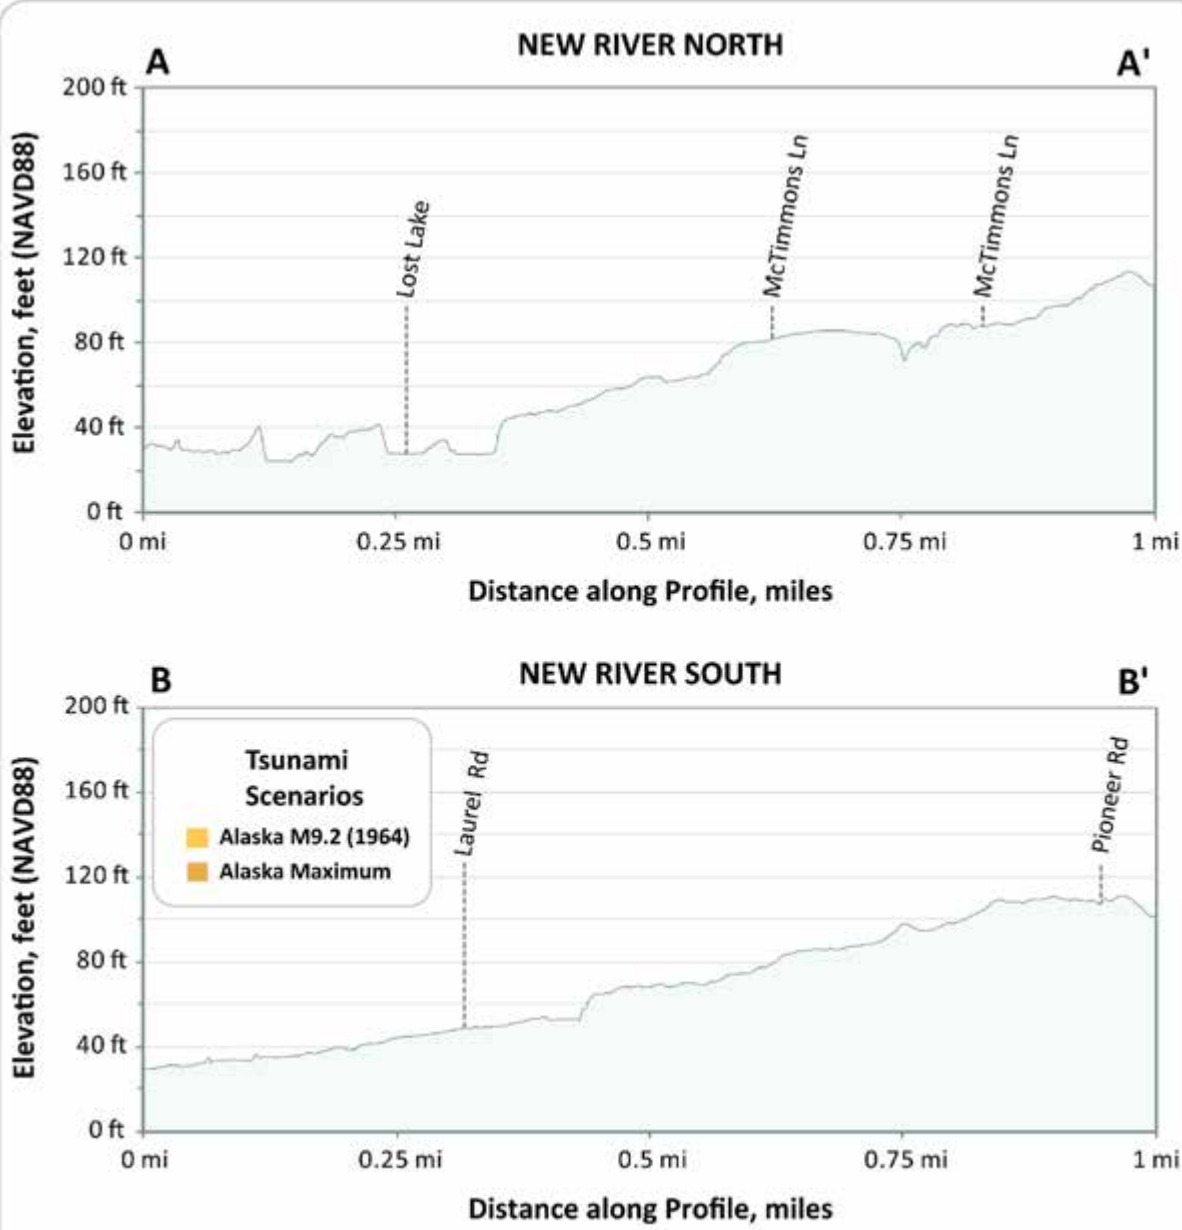 NEW RIVER NORTH
A
A'
Elevation, feet (NAVD88)
200 ft
160 ft
120 ft
80 ft
40 ft
0 ft
Lost Lake
McTimmons Ln
McTimmons Ln
0 mi
0.25 mi
0.5 mi
0.75 mi
1 mi
Distance along Profile, miles
NEW RIVER SOUTH
B
B'
Elevation, feet (NAVD88)
200 ft
160 ft
120 ft
80 ft
40 ft
0 ft
Tsunami
Scenarios
Alaska M9.2 (1964)
Alaska Maximum
Laurel Rd
Pioneer Rd
0 mi
0.25 mi
0.5 mi
0.75 mi
1 mi
Distance along Profile, miles